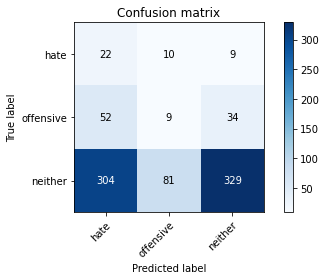 Confusion matrix
True label
hate 22 10 9
offensive 52 9 34
neither 304 81 329
hate offensive neither
Predicted label
300
250
200
150
100
50